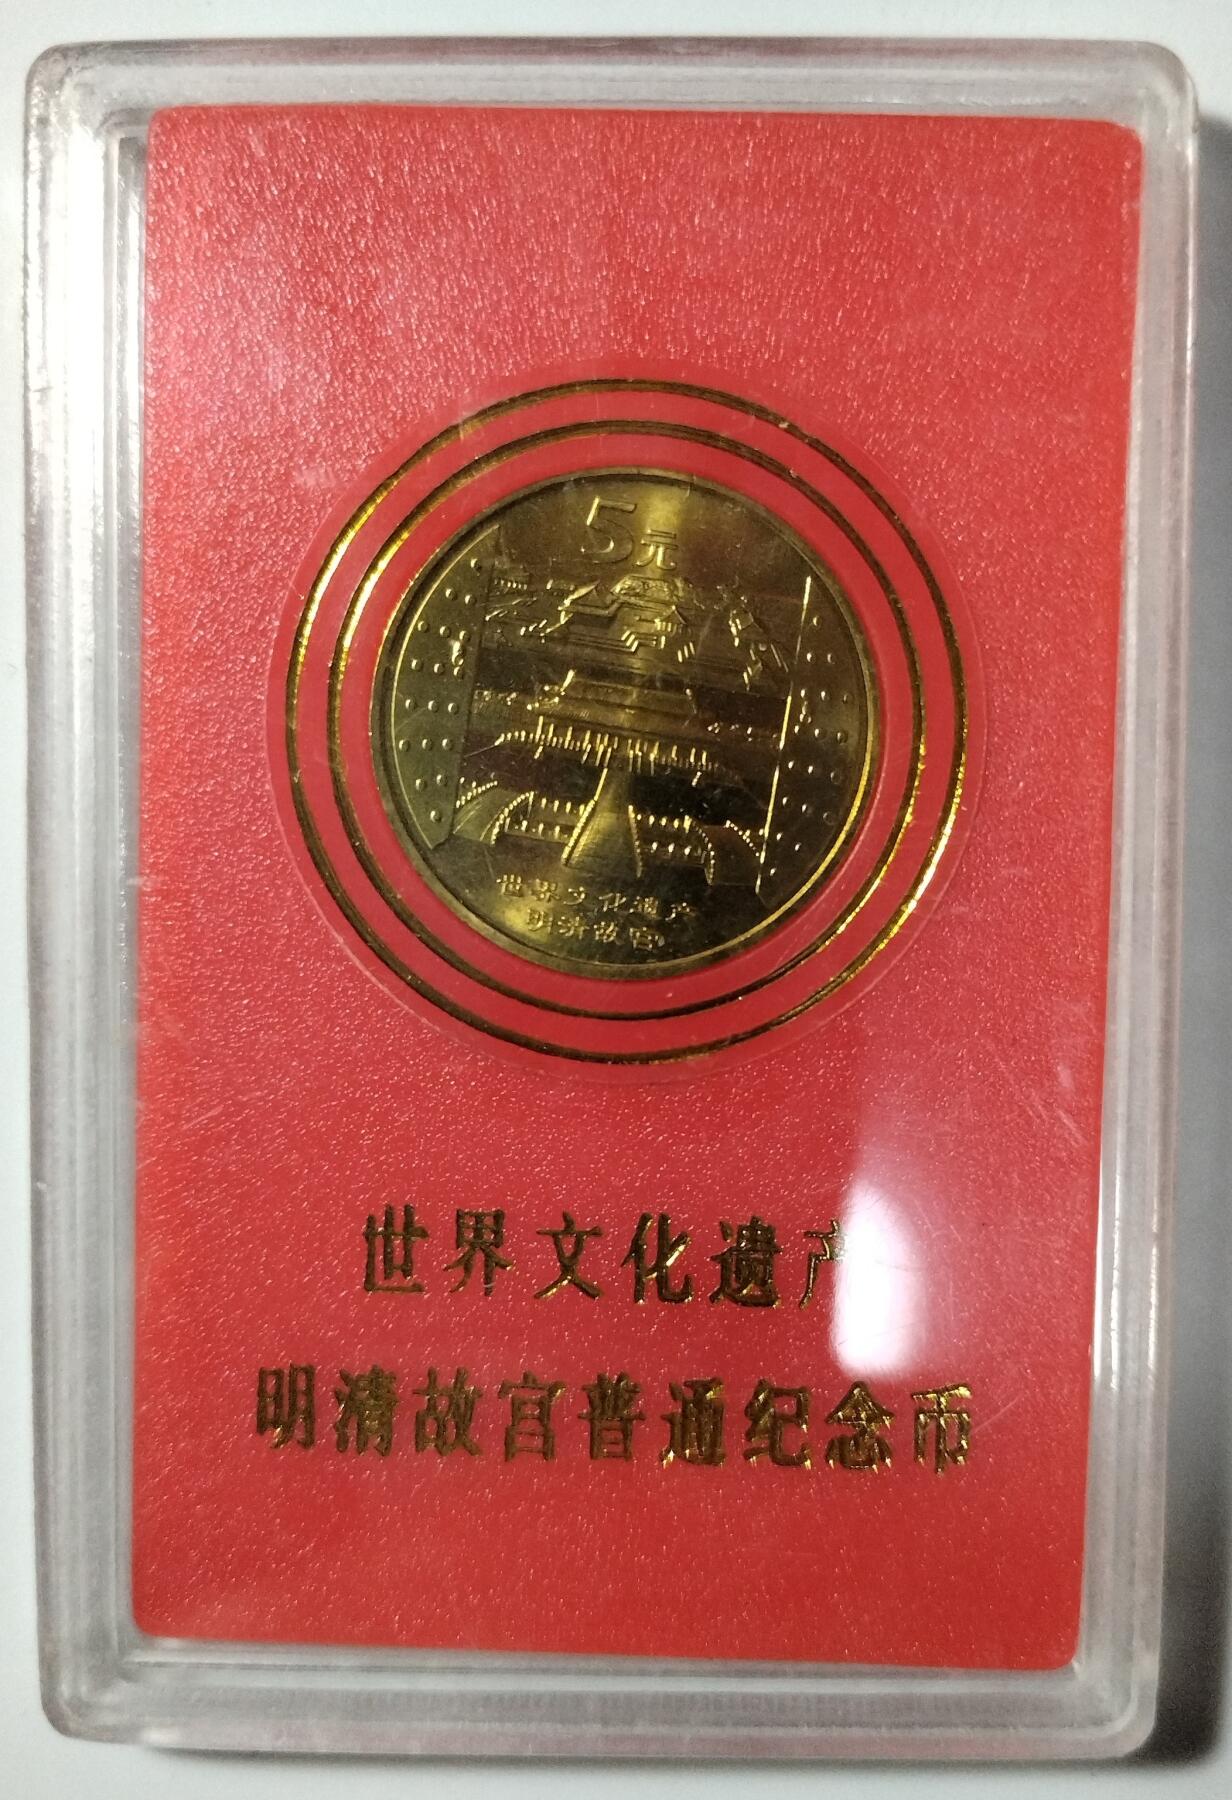 5元
世界文化遗产
明清故宫
世界文化遗产
明清故宫普通纪念币